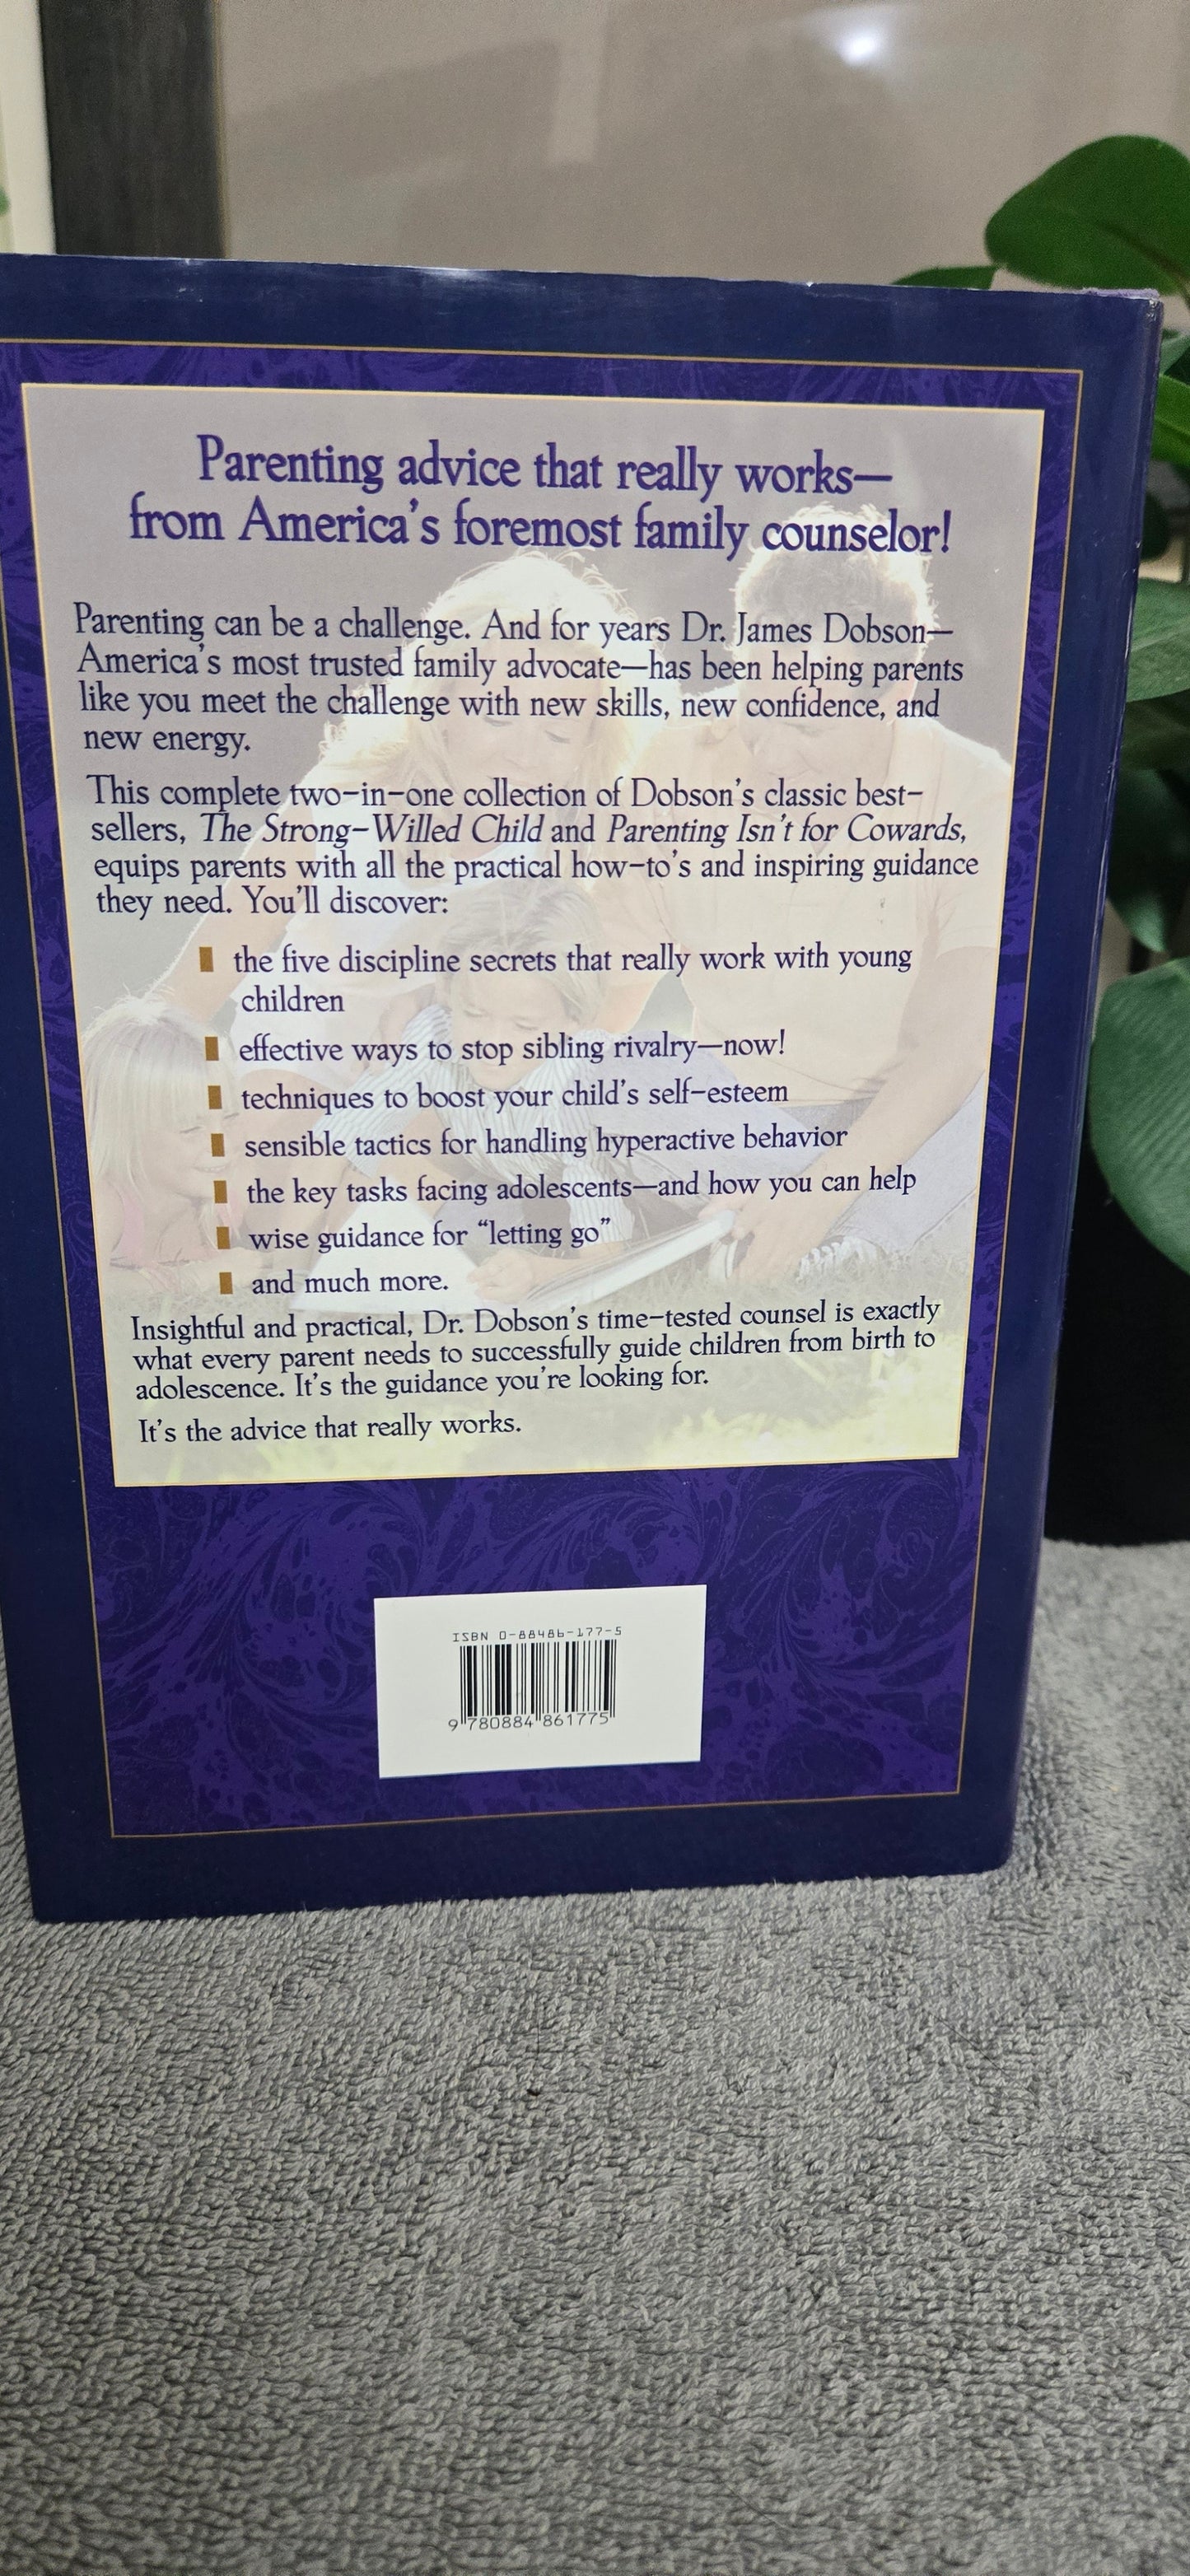 Parenting advice that really works—
from America's foremost family counselor!
Parenting can be a challenge. And for years Dr. James Dobson—
America's most trusted family advocate—has been helping parents
like you meet the challenge with new skills, new confidence, and
new energy.
This complete two-in-one collection of Dobson's classic best-
sellers, The Strong-Willed Child and Parenting Isn't for Cowards,
equips parents with all the practical how-to's and inspiring guidance
they need. You'll discover:
the five discipline secrets that really work with young
children
effective ways to stop sibling rivalry—now!
techniques to boost your child's self-esteem
sensible tactics for handling hyperactive behavior
the key tasks facing adolescents—and how you can help
wise guidance for “letting go”
and much more.
Insightful and practical, Dr. Dobson's time-tested counsel is exactly
what every parent needs to successfully guide children from birth to
adolescence. It's the guidance you're looking for.
It's the advice that really works.
ISBN 0-88486-177-5
9 780884 861775